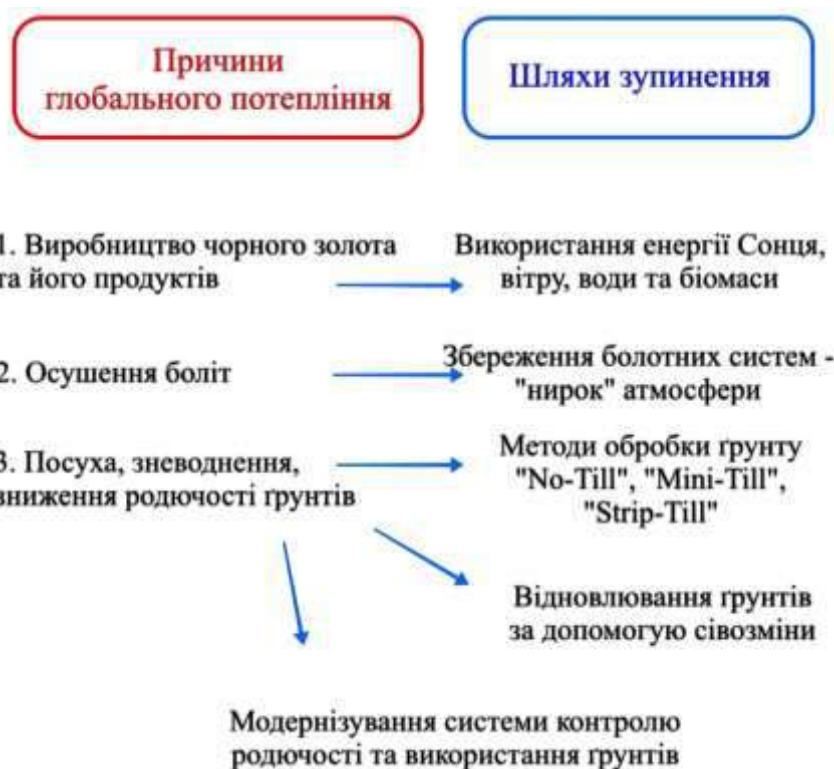 Причини
глобального потепління
Шляхи зупинення
1. Виробництво чорного золота
та його продуктів
Використання енергії Сонця,
вітру, води та біомаси
2. Осушення боліт
Збереження болотних систем -
"нирок" атмосфери
3. Посуха, зневоднення,
зниження родючості ґрунтів
Методи обробки ґрунту
"No-Till", "Mini-Till",
"Strip-Till"
Відновлювання ґрунтів
за допомогую сівозміни
Модернізування системи контролю
родючості та використання ґрунтів